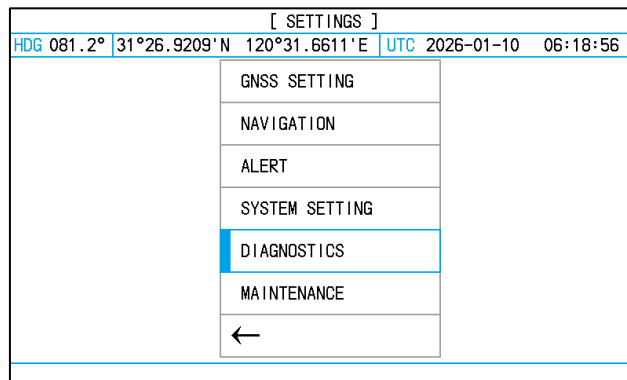 [ SETTINGS ]
HDG 081.2° 31°26.9209'N 120°31.6611'E UTC 2026-01-10 06:18:56
GNSS SETTING
NAVIGATION
ALERT
SYSTEM SETTING
DIAGNOSTICS
MAINTENANCE
←